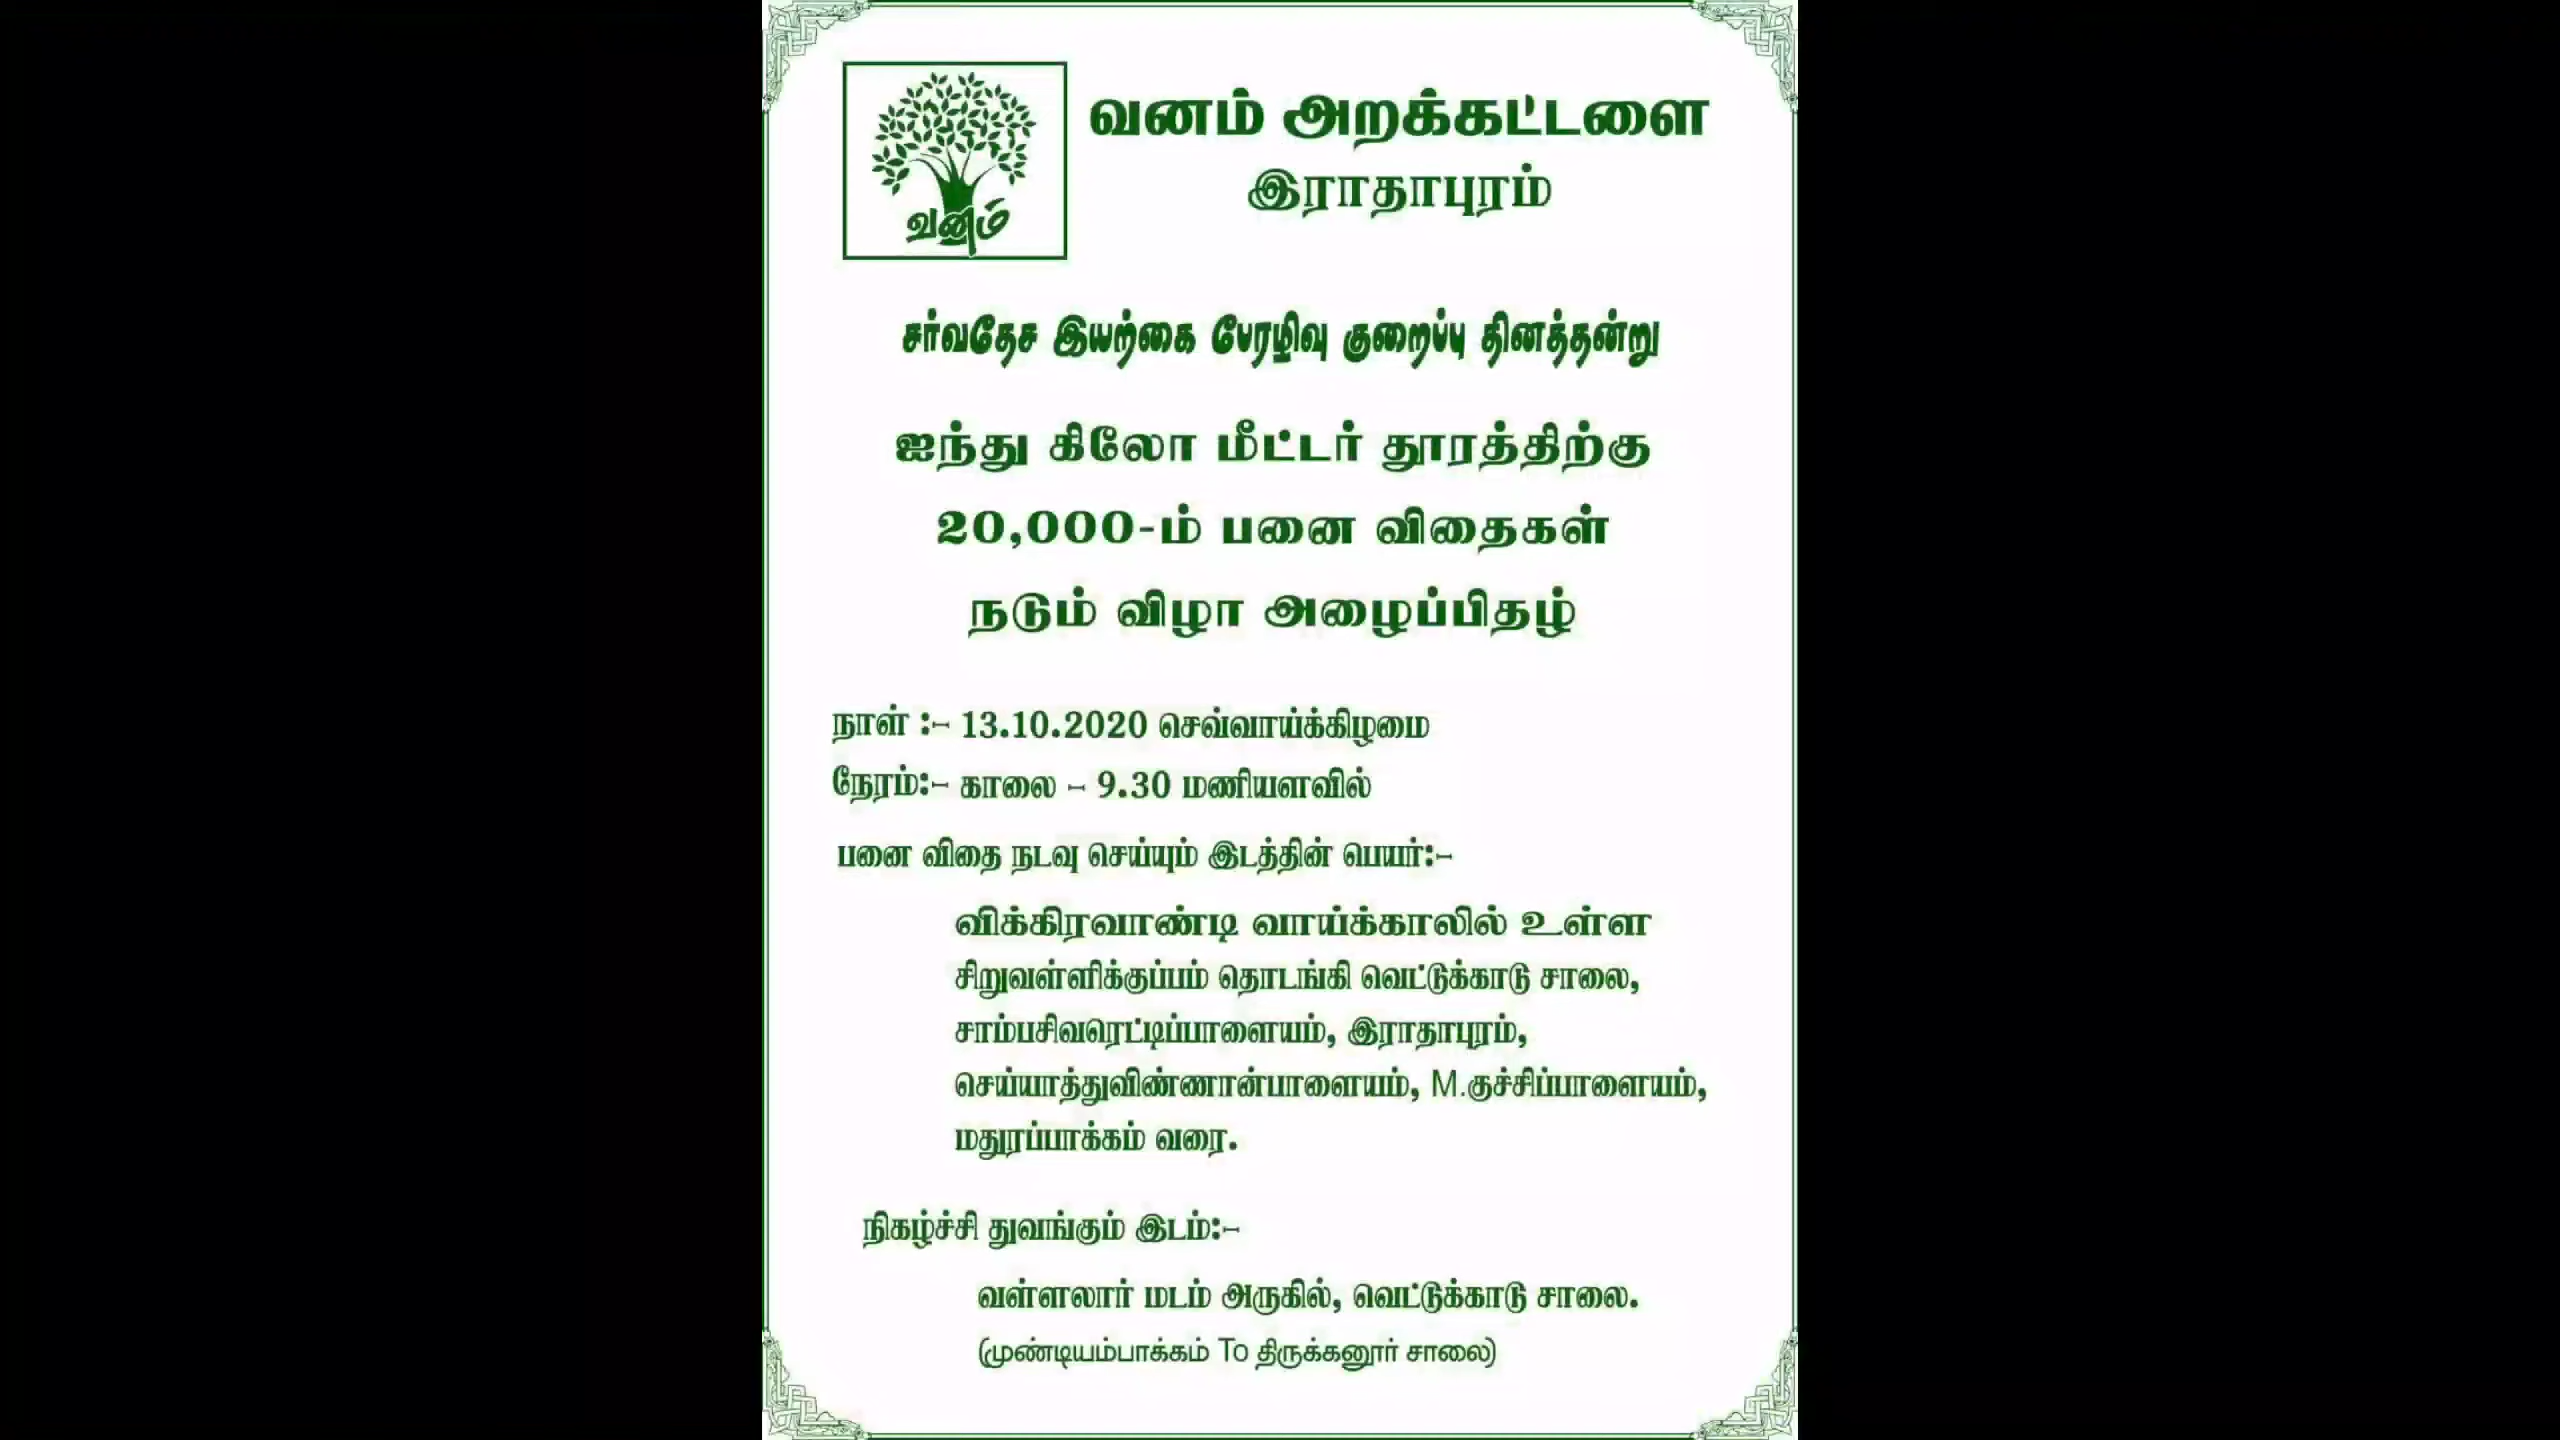 வனம்
வனம் அறக்கட்டளை
இராதாபுரம்
சர்வதேச இயற்கை பேரழிவு குறைப்பு தினத்தன்று
ஐந்து கிலோ மீட்டர் தூரத்திற்கு
20,000-ம் பனை விதைகள்
நடும் விழா அழைப்பிதழ்
நாள் :- 13.10.2020 செவ்வாய்க்கிழமை
நேரம்:- காலை - 9.30 மணியளவில்
பனை விதை நடவு செய்யும் இடத்தின் பெயர்:-
விக்கிரவாண்டி வாய்க்காலில் உள்ள
சிறுவள்ளிக்குப்பம் தொடங்கி வெட்டுக்காடு சாலை,
சாம்பசிவரெட்டிப்பாளையம், இராதாபுரம்,
செய்யாத்துவிண்ணான்பாளையம், M.குச்சிப்பாளையம்,
மதுரப்பாக்கம் வரை.
நிகழ்ச்சி துவங்கும் இடம்:-
வள்ளலார் மடம் அருகில், வெட்டுக்காடு சாலை.
(முண்டியம்பாக்கம் To திருக்கனூர் சாலை)